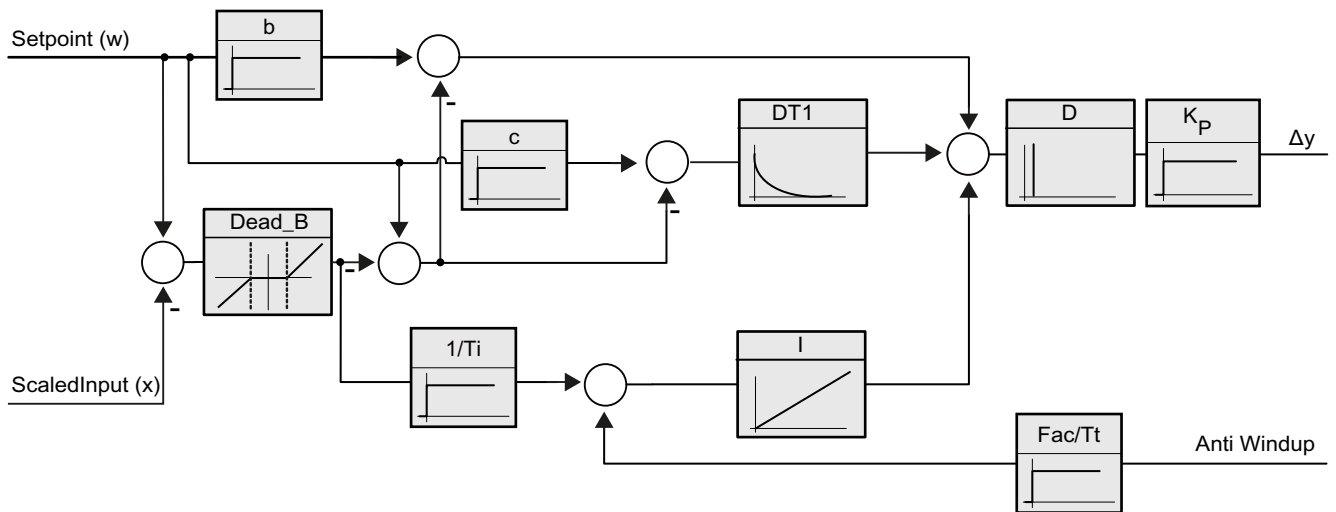 Setpoint (w)
b
-
c
DT1
D
K_P
Δy
-
Dead_B
-
-
ScaledInput (x)
1/Ti
I
Fac/Tt
Anti Windup